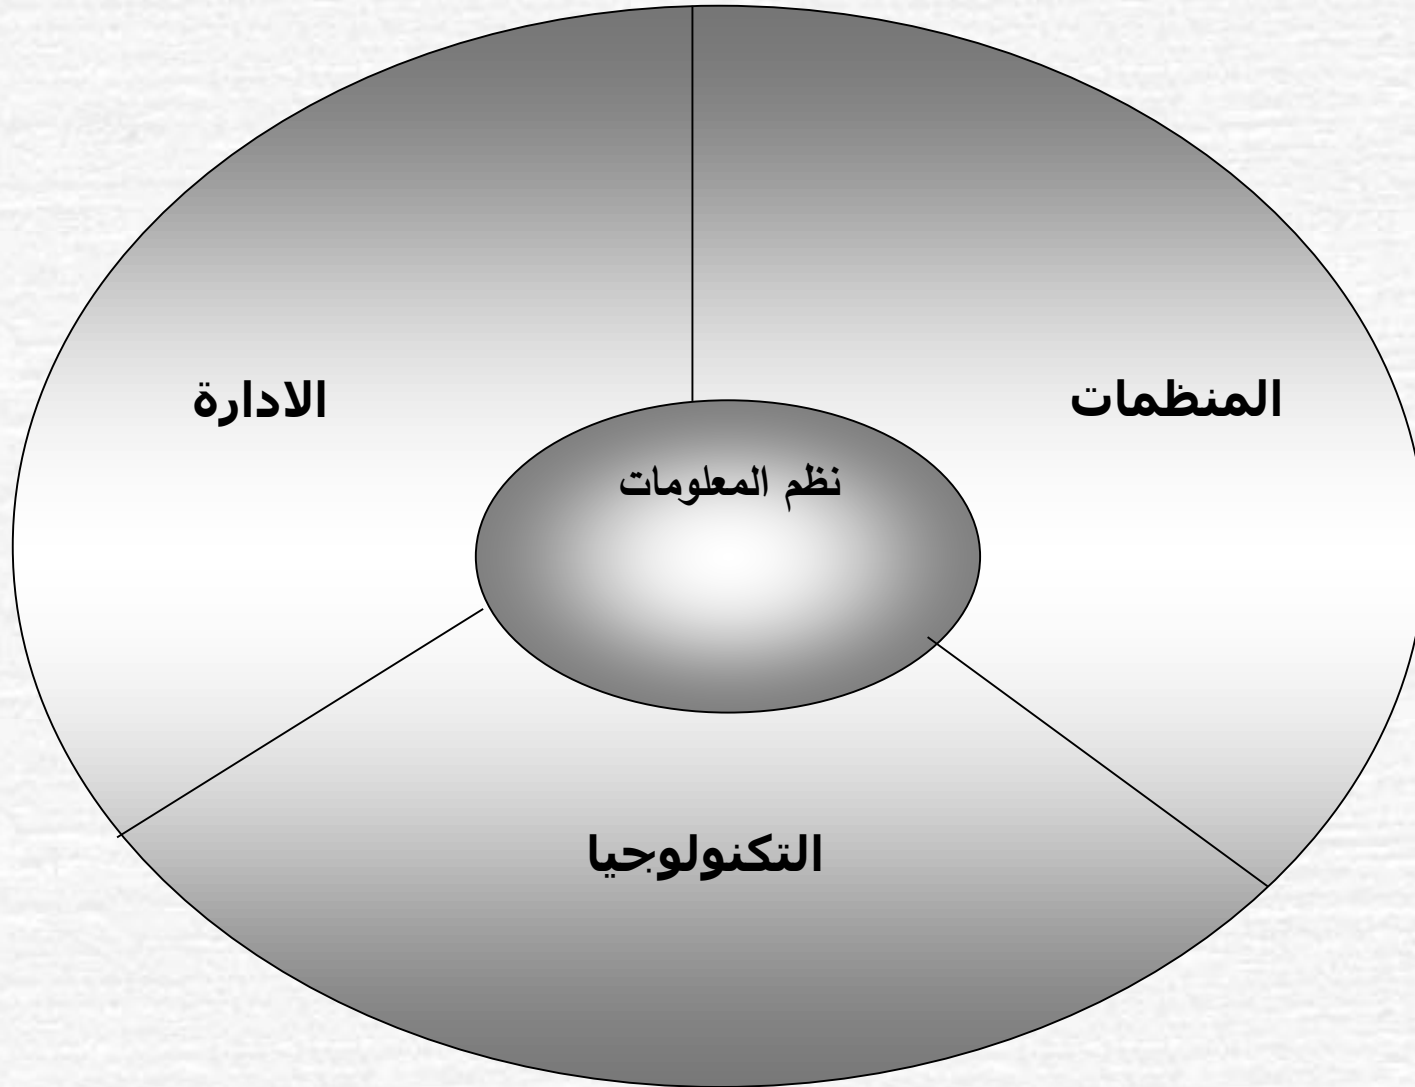 المنظمات
الادارة
نظم المعلومات
التكنولوجيا